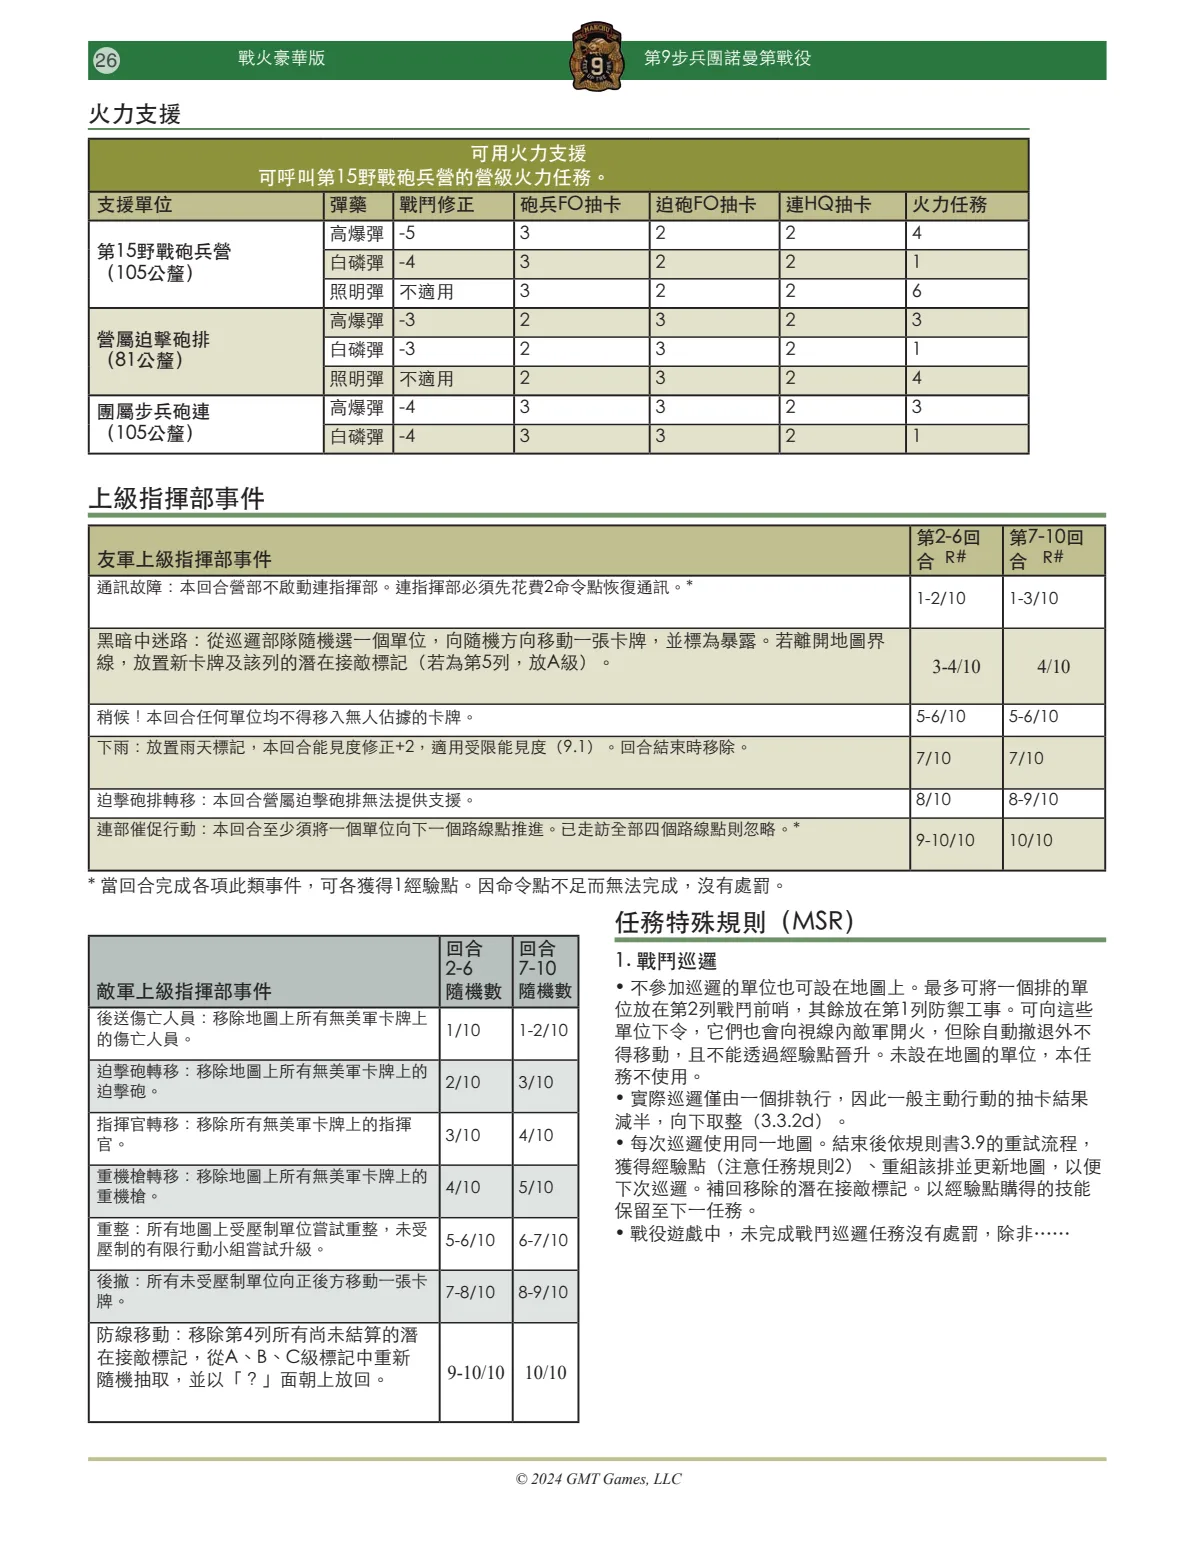 26
戰火豪華版
MANCHU
9
第9步兵團諾曼第戰役
火力支援
可用火力支援
可呼叫第15野戰砲兵營的營級火力任務。
支援單位 彈藥 戰鬥修正 砲兵FO抽卡 迫砲FO抽卡 連HQ抽卡 火力任務
第15野戰砲兵營
（105公釐）
高爆彈 -5 3 2 2 4
白磷彈 -4 3 2 2 1
照明彈 不適用 3 2 2 6
營屬迫擊砲排
（81公釐）
高爆彈 -3 2 3 2 3
白磷彈 -3 2 3 2 1
照明彈 不適用 2 3 2 4
團屬步兵砲連
（105公釐）
高爆彈 -4 3 3 2 3
白磷彈 -4 3 3 2 1
上級指揮部事件
友軍上級指揮部事件
第2-6回
合 R#
第7-10回
合 R#
通訊故障：本回合營部不啟動連指揮部。連指揮部必須先花費2命令點恢復通訊。*
1-2/10 1-3/10
黑暗中迷路：從巡邏部隊隨機選一個單位，向隨機方向移動一張卡牌，並標為暴露。若離開地圖界
線，放置新卡牌及該列的潛在接敵標記（若為第5列，放A級）。
3-4/10 4/10
稍候！本回合任何單位均不得移入無人佔據的卡牌。 5-6/10 5-6/10
下雨：放置雨天標記，本回合能見度修正+2，適用受限能見度（9.1）。回合結束時移除。
7/10 7/10
迫擊砲排轉移：本回合營屬迫擊砲排無法提供支援。 8/10 8-9/10
連部催促行動：本回合至少須將一個單位向下一個路線點推進。已走訪全部四個路線點則忽略。*
9-10/10 10/10
* 當回合完成各項此類事件，可各獲得1經驗點。因命令點不足而無法完成，沒有處罰。
敵軍上級指揮部事件
回合
2-6
隨機數
回合
7-10
隨機數
後送傷亡人員：移除地圖上所有無美軍卡牌上
的傷亡人員。
1/10 1-2/10
迫擊砲轉移：移除地圖上所有無美軍卡牌上的
迫擊砲。
2/10 3/10
指揮官轉移：移除所有無美軍卡牌上的指揮
官。
3/10 4/10
重機槍轉移：移除地圖上所有無美軍卡牌上的
重機槍。
4/10 5/10
重整：所有地圖上受壓制單位嘗試重整，未受
壓制的有限行動小組嘗試升級。
5-6/10 6-7/10
後撤：所有未受壓制單位向正後方移動一張卡
牌。
7-8/10 8-9/10
防線移動：移除第4列所有尚未結算的潛
在接敵標記，從A、B、C級標記中重新
隨機抽取，並以「？」面朝上放回。
9-10/10 10/10
任務特殊規則（MSR）
1. 戰鬥巡邏
• 不參加巡邏的單位也可設在地圖上。最多可將一個排的單
位放在第2列戰鬥前哨，其餘放在第1列防禦工事。可向這些
單位下令，它們也會向視線內敵軍開火，但除自動撤退外不
得移動，且不能透過經驗點晉升。未設在地圖的單位，本任
務不使用。
• 實際巡邏僅由一個排執行，因此一般主動行動的抽卡結果
減半，向下取整（3.3.2d）。
• 每次巡邏使用同一地圖。結束後依規則書3.9的重試流程，
獲得經驗點（注意任務規則2）、重組該排並更新地圖，以便
下次巡邏。補回移除的潛在接敵標記。以經驗點購得的技能
保留至下一任務。
• 戰役遊戲中，未完成戰鬥巡邏任務沒有處罰，除非……
© 2024 GMT Games, LLC